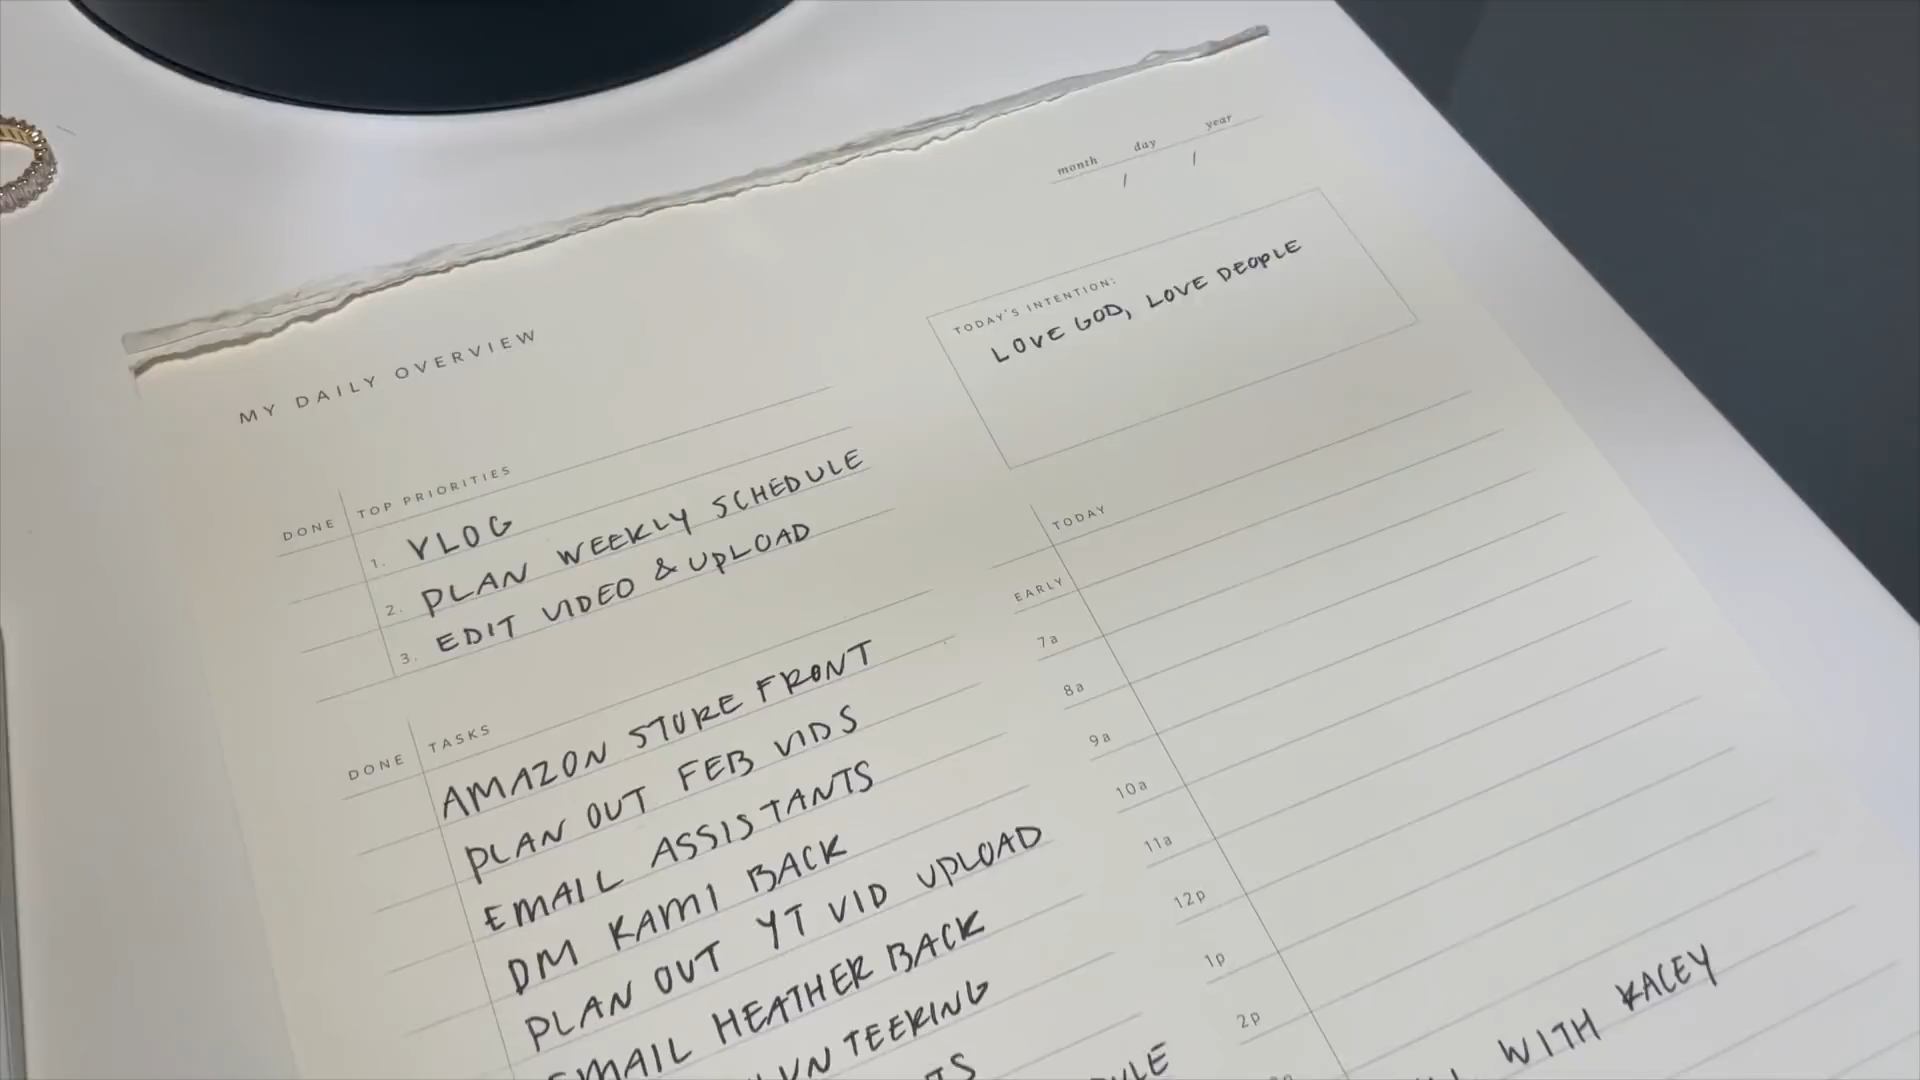 month day year
/ /
MY DAILY OVERVIEW
TODAY'S INTENTION:
LOVE GOD, LOVE PEOPLE
DONE TOP PRIORITIES
1. VLOG
2. PLAN WEEKLY SCHEDULE
3. EDIT VIDEO & UPLOAD
DONE TASKS
AMAZON STORE FRONT
PLAN OUT FEB VIDS
EMAIL ASSISTANTS
DM KAMI BACK
PLAN OUT YT VID UPLOAD
EMAIL HEATHER BACK
TODAY
EARLY
7a
8a
9a
10a
11a
12p
1p
2p
WITH KACEY